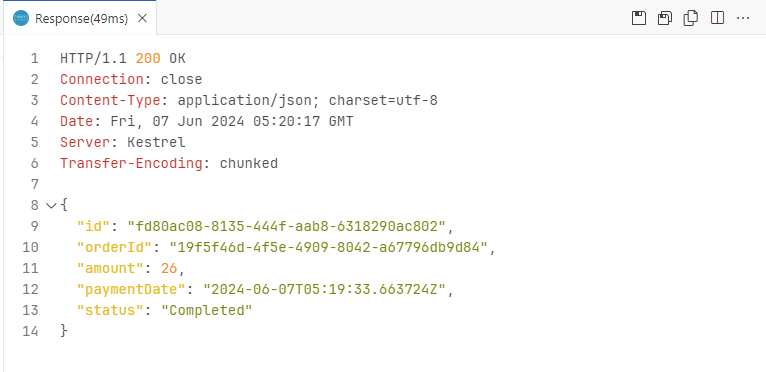 Response(49ms)
1 HTTP/1.1 200 OK
2 Connection: close
3 Content-Type: application/json; charset=utf-8
4 Date: Fri, 07 Jun 2024 05:20:17 GMT
5 Server: Kestrel
6 Transfer-Encoding: chunked
7
8 {
9 "id": "fd80ac08-8135-444f-aab8-6318290ac802",
10 "orderId": "19f5f46d-4f5e-4909-8042-a67796db9d84",
11 "amount": 26,
12 "paymentDate": "2024-06-07T05:19:33.663724Z",
13 "status": "Completed"
14 }